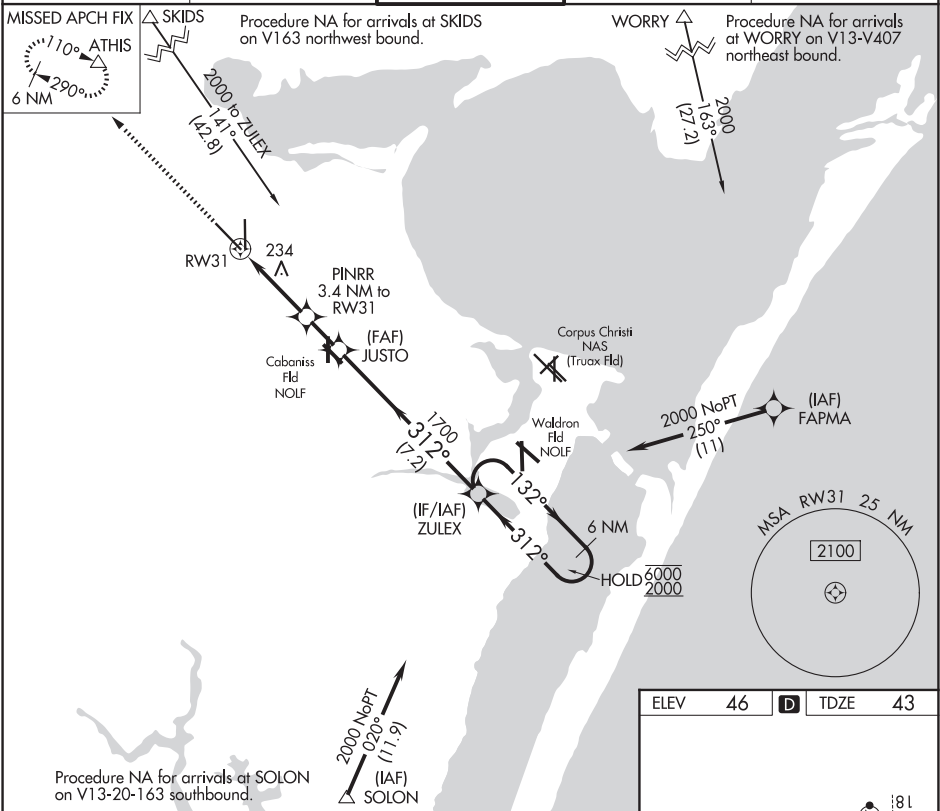 MISSED APCH FIX
110°
ATHIS
290°
6 NM
SKIDS
Procedure NA for arrivals at SKIDS
on V163 northwest bound.
WORRY
Procedure NA for arrivals
at WORRY on V13-V407
northeast bound.
2000 to ZULEX
141°
(42.8)
2000
163°
(27.2)
RW31
234
PINRR
3.4 NM to
RW31
(FAF)
JUSTO
Cabaniss
Fld
NOLF
Corpus Christi
NAS
(Truax Fld)
2000 NoPT
250°
(11)
(IAF)
FAPMA
1700
312°
(7.2)
Waldron
Fld
NOLF
132°
(IF/IAF)
ZULEX
6 NM
312°
HOLD
6000
2000
MSA RW31 25 NM
2100
2000 NoPT
020°
(11.9)
(IAF)
SOLON
Procedure NA for arrivals at SOLON
on V13-20-163 southbound.
ELEV 46 D TDZE 43
18